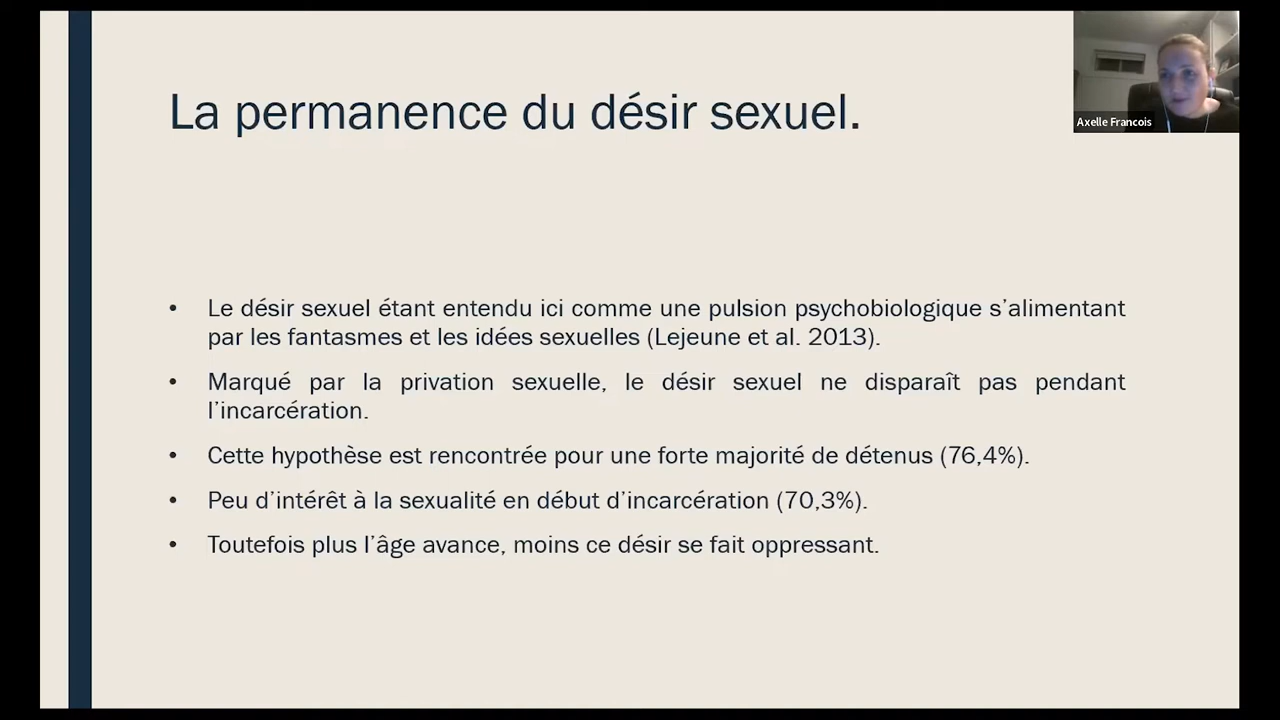 La permanence du désir sexuel.
Axelle Francois
• Le désir sexuel étant entendu ici comme une pulsion psychobiologique s’alimentant
par les fantasmes et les idées sexuelles (Lejeune et al. 2013).
• Marqué par la privation sexuelle, le désir sexuel ne disparaît pas pendant
l’incarcération.
• Cette hypothèse est rencontrée pour une forte majorité de détenus (76,4%).
• Peu d’intérêt à la sexualité en début d’incarcération (70,3%).
• Toutefois plus l’âge avance, moins ce désir se fait oppressant.